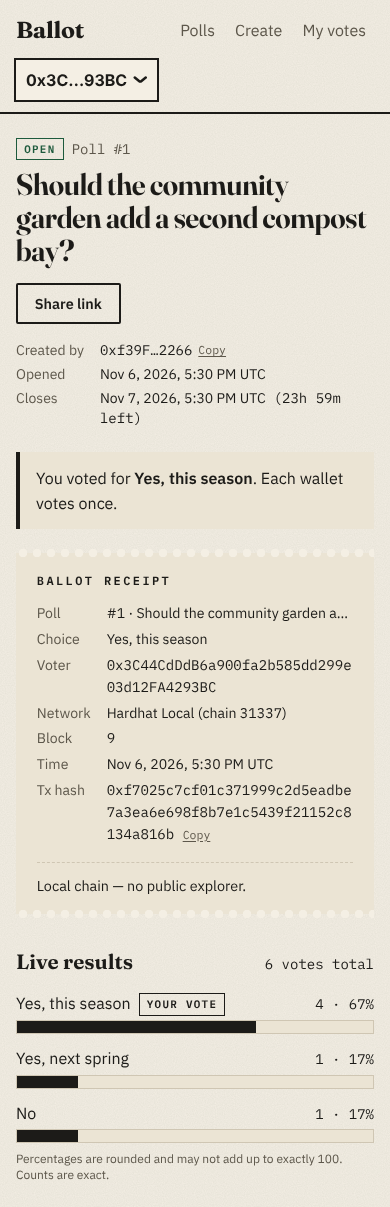 Ballot
Polls Create My votes
0x3C...93BC
OPEN Poll #1
Should the community
garden add a second compost
bay?
Share link
Created by 0xf39F…2266 Copy
Opened Nov 6, 2026, 5:30 PM UTC
Closes Nov 7, 2026, 5:30 PM UTC (23h 59m
left)
You voted for Yes, this season. Each wallet
votes once.
BALLOT RECEIPT
Poll #1 · Should the community garden a…
Choice Yes, this season
Voter 0x3C44CdDdB6a900fa2b585dd299e
03d12FA4293BC
Network Hardhat Local (chain 31337)
Block 9
Time Nov 6, 2026, 5:30 PM UTC
Tx hash 0xf7025c7cf01c371999c2d5eadbe
7a3ea6e698f8b7e1c5439f21152c8
134a816b Copy
Local chain — no public explorer.
Live results 6 votes total
Yes, this season YOUR VOTE 4 · 67%
Yes, next spring 1 · 17%
No 1 · 17%
Percentages are rounded and may not add up to exactly 100.
Counts are exact.